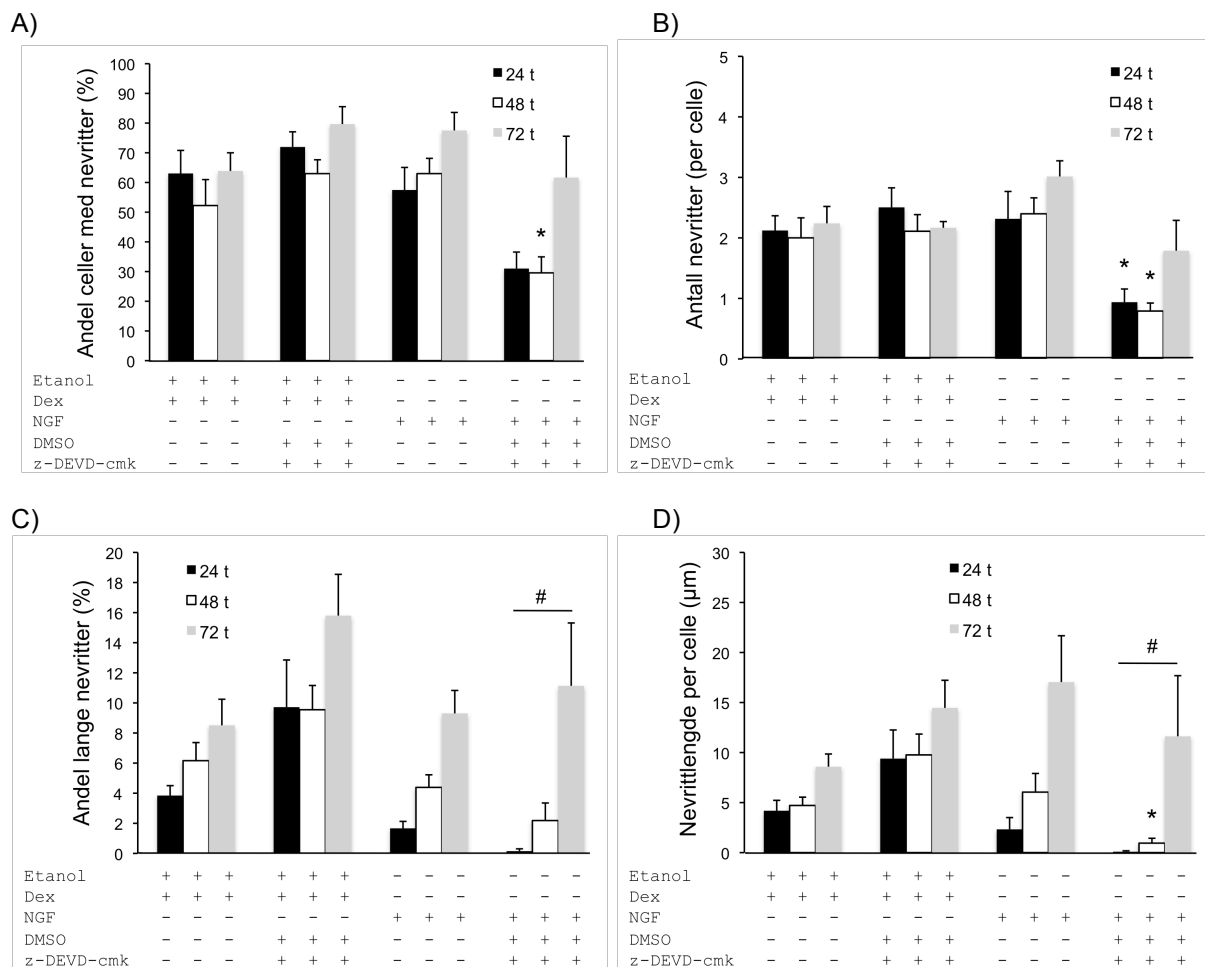 A)
Andel celler med nevritter (%)
100
90
80
70
60
50
40
30
20
10
0
24 t
48 t
72 t
*
Etanol + + + + + + – – – – – –
Dex + + + + + + – – – – – –
NGF – – – – – – + + + + + +
DMSO – – – + + + – – – + + +
z-DEVD-cmk – – – + + + – – – + + +
B)
Antall nevritter (per celle)
5
4
3
2
1
0
24 t
48 t
72 t
* *
Etanol + + + + + + – – – – – –
Dex + + + + + + – – – – – –
NGF – – – – – – + + + + + +
DMSO – – – + + + – – – + + +
z-DEVD-cmk – – – + + + – – – + + +
C)
Andel lange nevritter (%)
20
18
16
14
12
10
8
6
4
2
0
24 t
48 t
72 t
#
Etanol + + + + + + – – – – – –
Dex + + + + + + – – – – – –
NGF – – – – – – + + + + + +
DMSO – – – + + + – – – + + +
z-DEVD-cmk – – – + + + – – – + + +
D)
Nevrittlengde per celle (µm)
30
25
20
15
10
5
0
24 t
48 t
72 t
#
*
Etanol + + + + + + – – – – – –
Dex + + + + + + – – – – – –
NGF – – – – – – + + + + + +
DMSO – – – + + + – – – + + +
z-DEVD-cmk – – – + + + – – – + + +